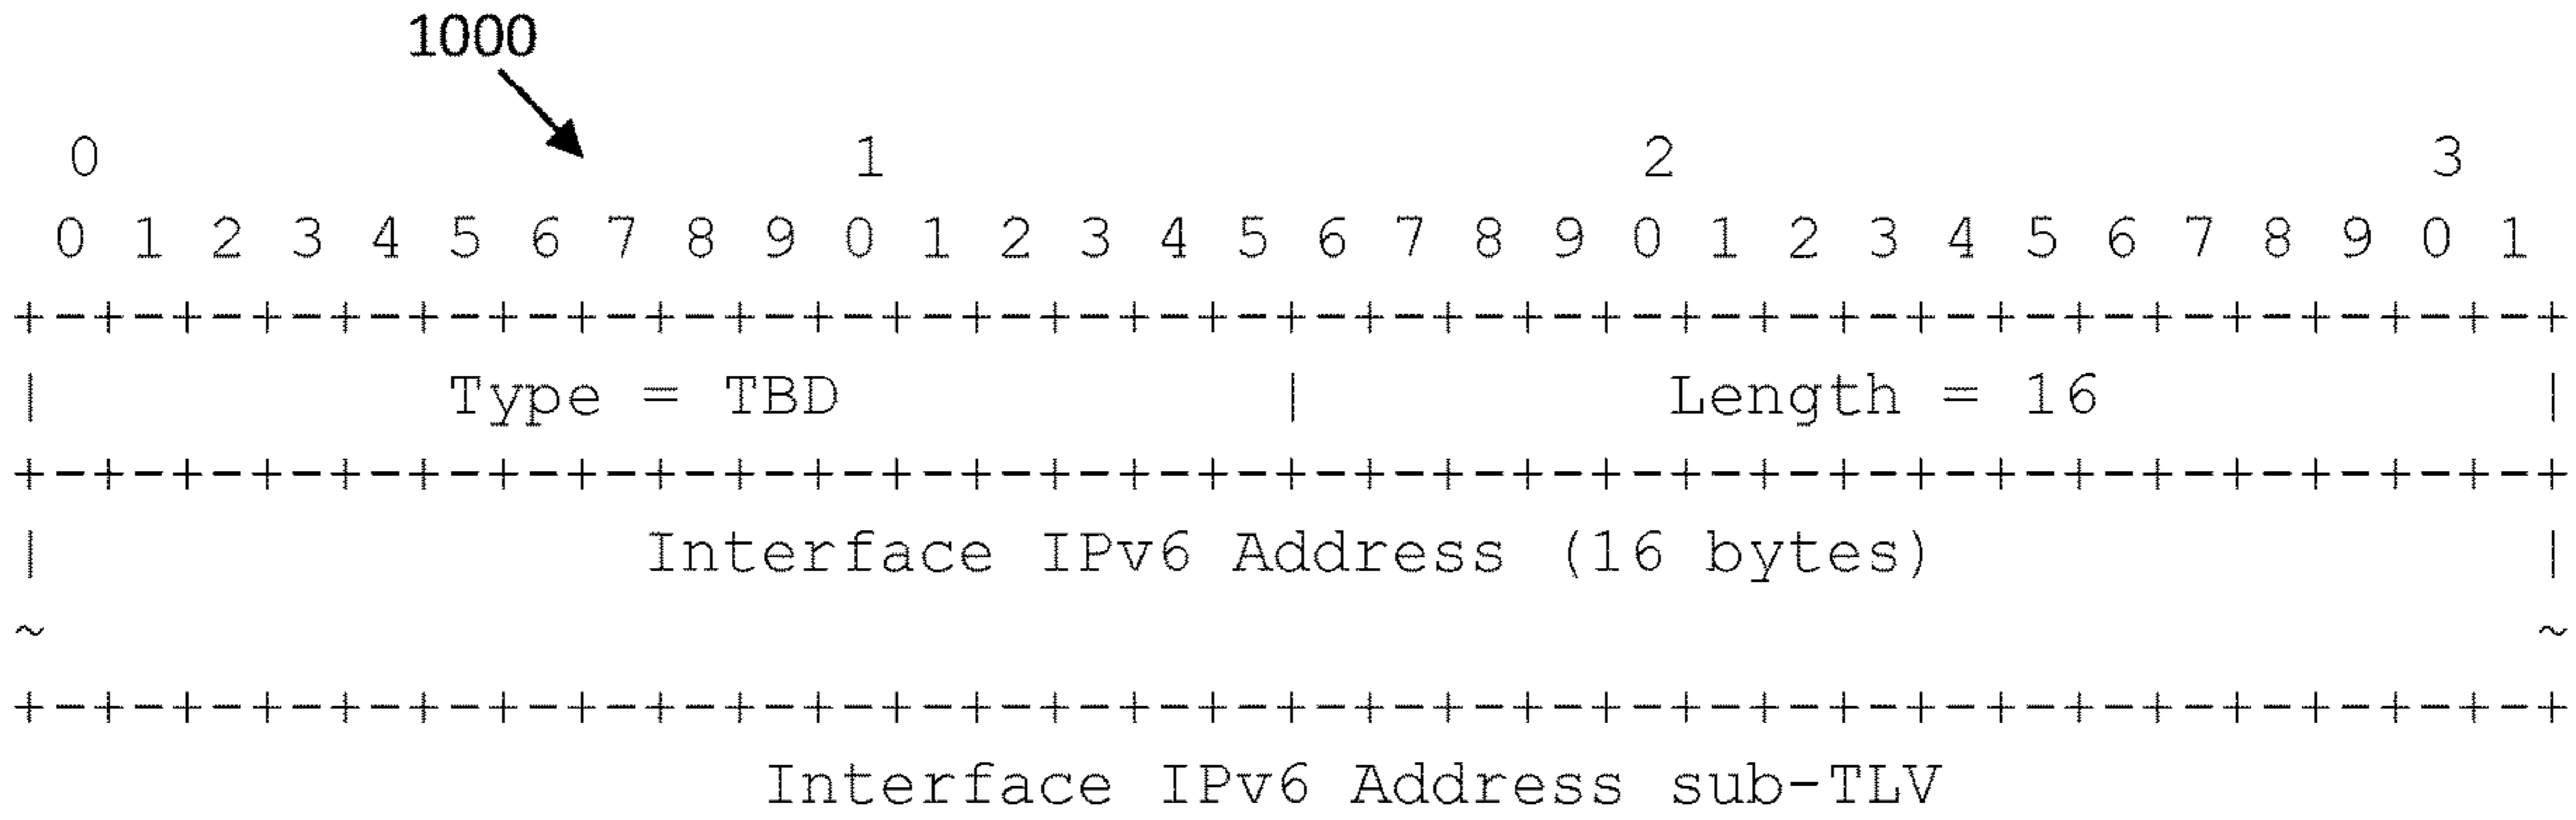 1000
0 1 2 3
0 1 2 3 4 5 6 7 8 9 0 1 2 3 4 5 6 7 8 9 0 1 2 3 4 5 6 7 8 9 0 1
+-+-+-+-+-+-+-+-+-+-+-+-+-+-+-+-+-+-+-+-+-+-+-+-+-+-+-+-+-+-+-+-+
| Type = TBD | Length = 16 |
+-+-+-+-+-+-+-+-+-+-+-+-+-+-+-+-+-+-+-+-+-+-+-+-+-+-+-+-+-+-+-+-+
| Interface IPv6 Address (16 bytes) |
~ ~
+-+-+-+-+-+-+-+-+-+-+-+-+-+-+-+-+-+-+-+-+-+-+-+-+-+-+-+-+-+-+-+-+
Interface IPv6 Address sub-TLV